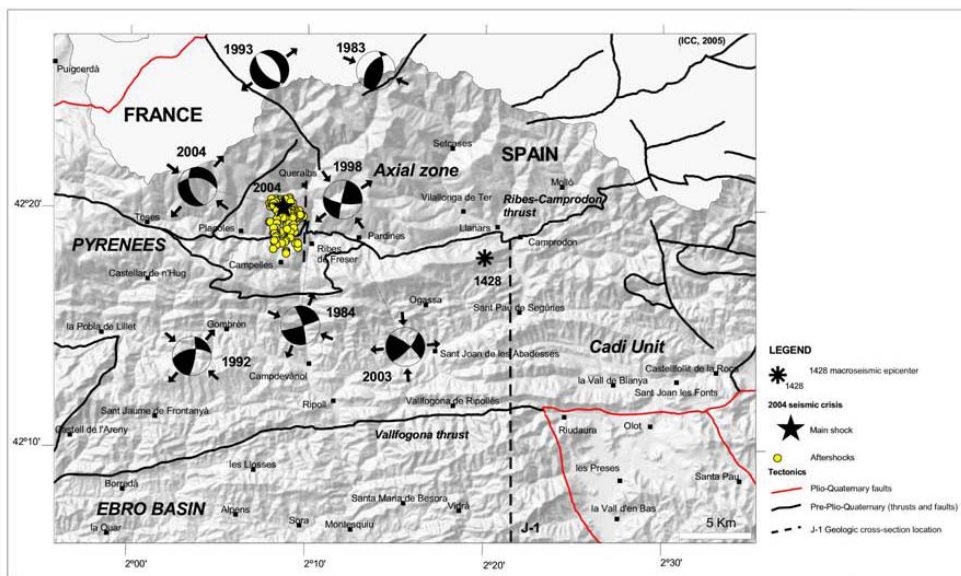 (ICC, 2005)
1993
1983
Puigcerdà
FRANCE
Setcases
SPAIN
2004
Queralbs
1998
Axial zone
Molló
2004
Vilallonga de Ter
Ribes-Camprodon
thrust
42°20'
Toses
Planoles
Pardines
Llanars
PYRENEES
Ribes
de Freser
Camprodon
Campelles
Castellar de n'Hug
1428
Ogassa
Sant Pau de Segúries
la Pobla de Lillet
Gombrèn
1984
Cadi Unit
1992
Sant Joan de les Abadesses
Campdevànol
2003
Castellfollit de la Roca
la Vall de Bianya
Sant Joan les Fonts
Ripoll
Vallfogona de Ripollès
Sant Jaume de Frontanyà
Castell de l'Areny
42°10'
Vallfogona thrust
Riudaura
Olot
les Llosses
les Preses
Santa Pau
Borredà
EBRO BASIN
Santa Maria de Besora
Alpens
Vidrà
la Vall d'en Bas
la Quar
Sora
Montesquiu
J-1
5 Km
2°00'
2°10'
2°20'
2°30'
LEGEND
1428 macroseismic epicenter
1428
2004 seismic crisis
Main shock
Aftershocks
Tectonics
Plio-Quaternary faults
Pre-Plio-Quaternary (thrusts and faults)
J-1 Geologic cross-section location